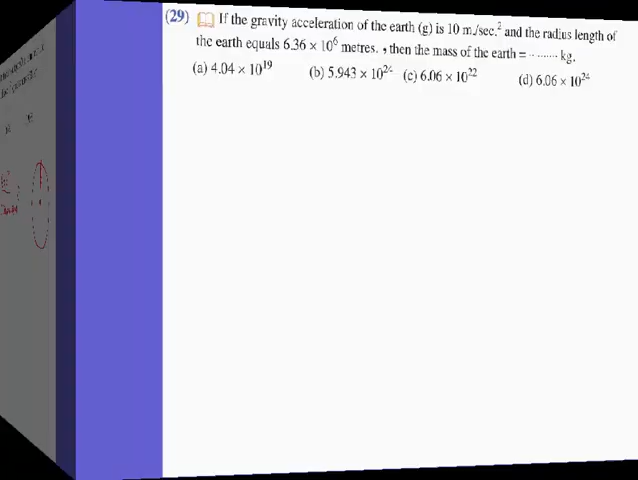 (29) If the gravity acceleration of the earth (g) is 10 m./sec.² and the radius length of
the earth equals 6.36 × 10⁶ metres. , then the mass of the earth = ·········· kg.
(a) 4.04 × 10¹⁹ (b) 5.943 × 10²⁴ (c) 6.06 × 10²² (d) 6.06 × 10²⁴